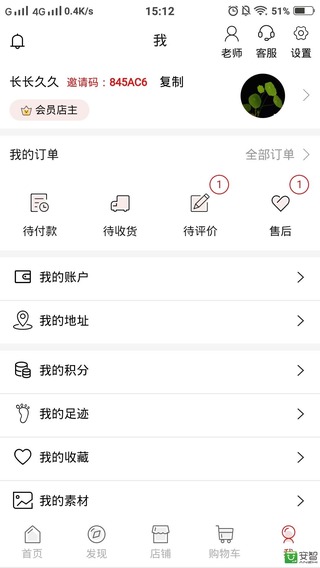 G 4G 0.4K/s 15:12 51%
我
老师 客服 设置
长长久久 邀请码：845AC6 复制
会员店主
我的订单 全部订单
1 1
待付款 待收货 待评价 售后
我的账户
我的地址
我的积分
我的足迹
我的收藏
我的素材
首页 发现 店铺 购物车 我
安智